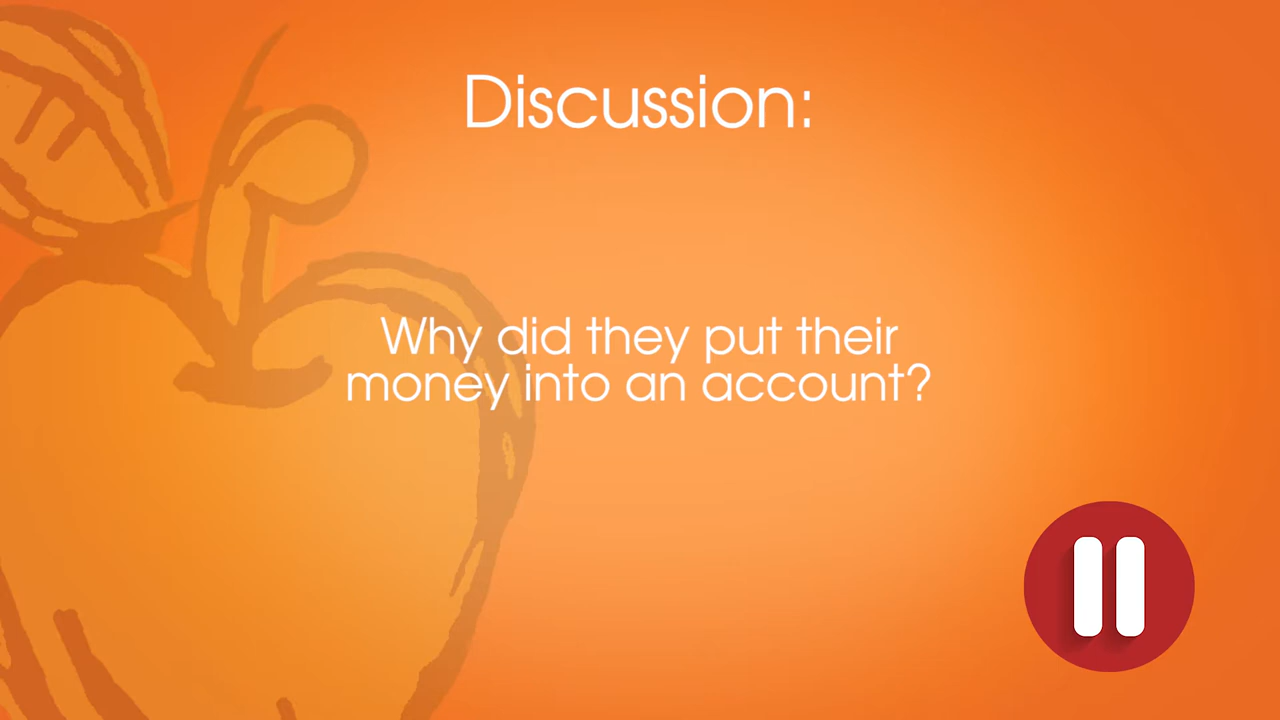 Discussion:
Why did they put their
money into an account?